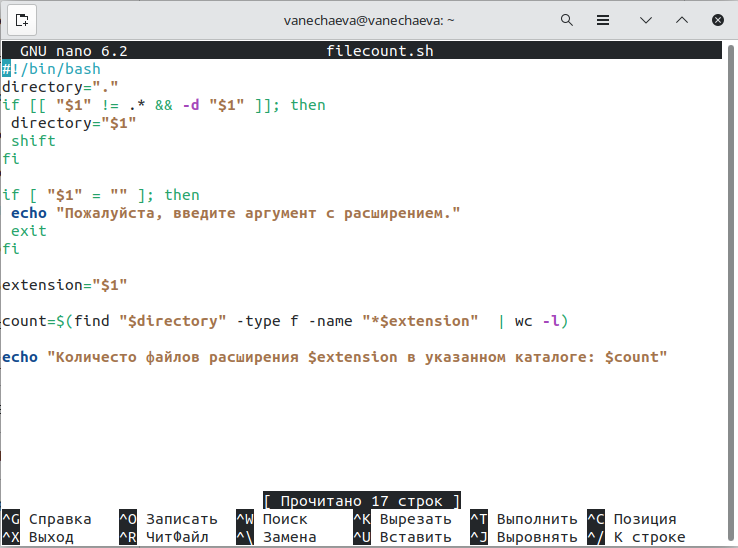 vanechaeva@vanechaeva: ~
GNU nano 6.2 filecount.sh
#!/bin/bash
directory="."
if [[ "$1" != .* && -d "$1" ]]; then
 directory="$1"
 shift
fi

if [ "$1" = "" ]; then
 echo "Пожалуйста, введите аргумент с расширением."
 exit
fi

extension="$1"

count=$(find "$directory" -type f -name "*$extension"  | wc -l)

echo "Количесто файлов расширения $extension в указанном каталоге: $count"
[ Прочитано 17 строк ]
^G Справка ^O Записать ^W Поиск ^K Вырезать ^T Выполнить ^C Позиция
^X Выход ^R ЧитФайл ^\ Замена ^U Вставить ^J Выровнять ^/ К строке